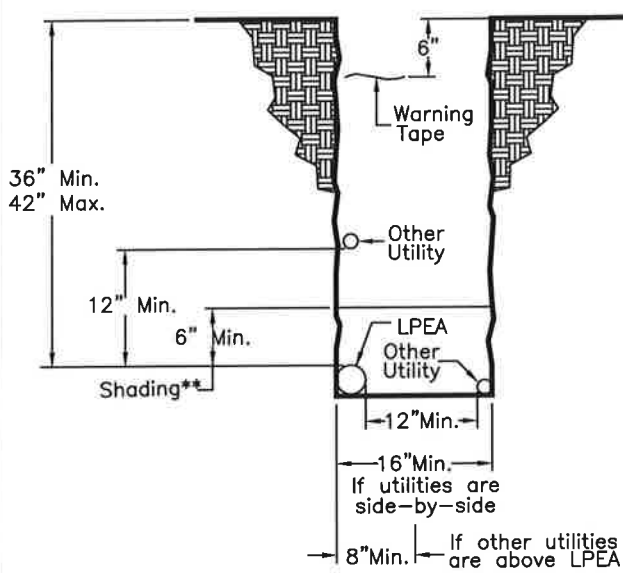 6"
Warning
Tape
36" Min.
42" Max.
Other
Utility
12" Min.
6" Min.
LPEA
Other
Utility
Shading**
12"Min.
16"Min.
If utilities are
side-by-side
8"Min.
If other utilities
are above LPEA